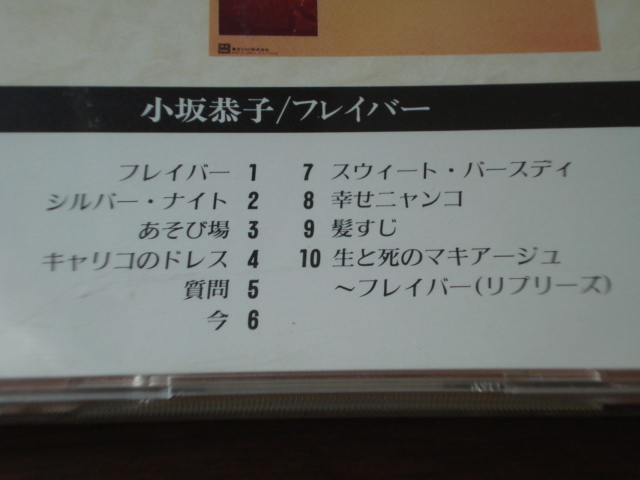 小坂恭子/フレイバー
フレイバー 1
シルバー・ナイト 2
あそび場 3
キャリコのドレス 4
質問 5
今 6
7 スウィート・バースディ
8 幸せニャンコ
9 髪すじ
10 生と死のマキアージュ
～フレイバー(リプリーズ)